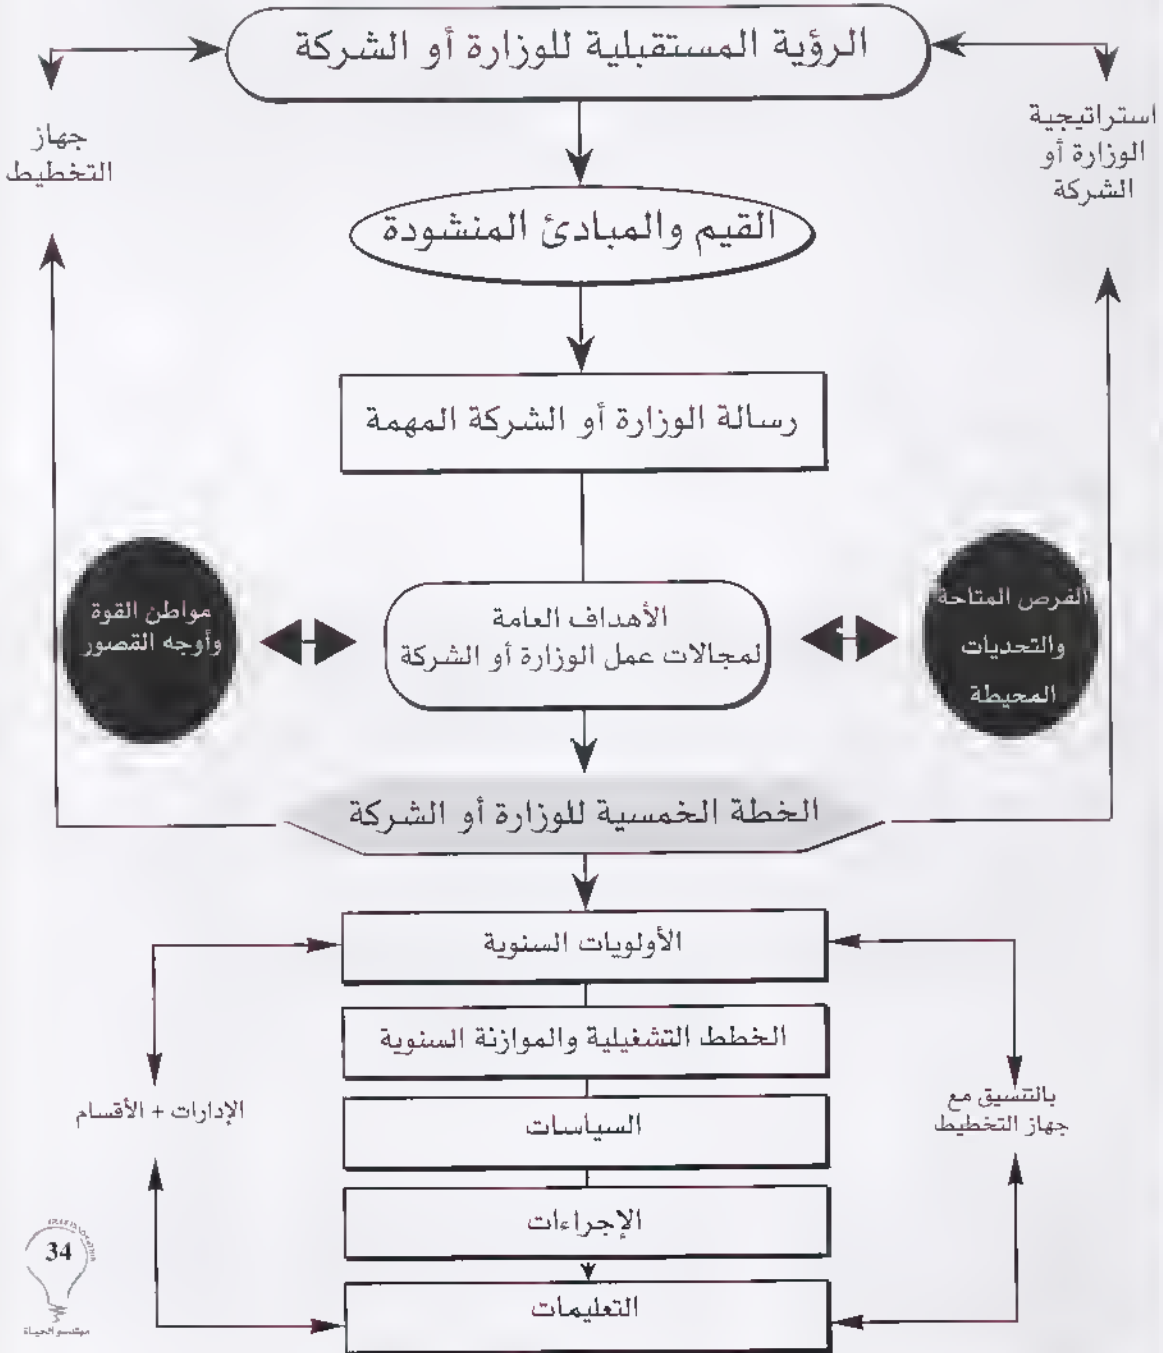 الرؤية المستقبلية للوزارة أو الشركة
استراتيجية
الوزارة أو
الشركة
جهاز
التخطيط
القيم والمبادئ المنشودة
رسالة الوزارة أو الشركة المهمة
الفرص المتاحة
والتحديات
المحيطة
الأهداف العامة
لمجالات عمل الوزارة أو الشركة
مواطن القوة
وأوجه القصور
الخطة الخمسية للوزارة أو الشركة
الأولويات السنوية
الخطط التشغيلية والموازنة السنوية
بالتنسيق مع
جهاز التخطيط
الإدارات + الأقسام
السياسات
الإجراءات
التعليمات
34